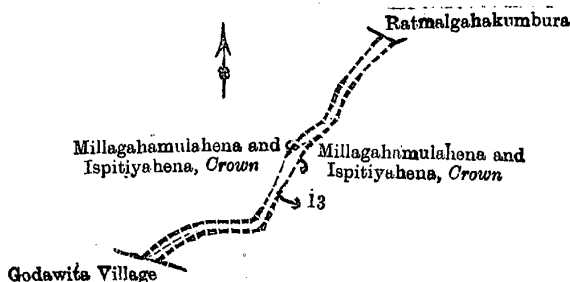 Ratmalgahakumbura
Millagahamulahena and
Ispitiyahena, Crown
Millagahamulahena and
Ispitiyahena, Crown
13
Godawita Village